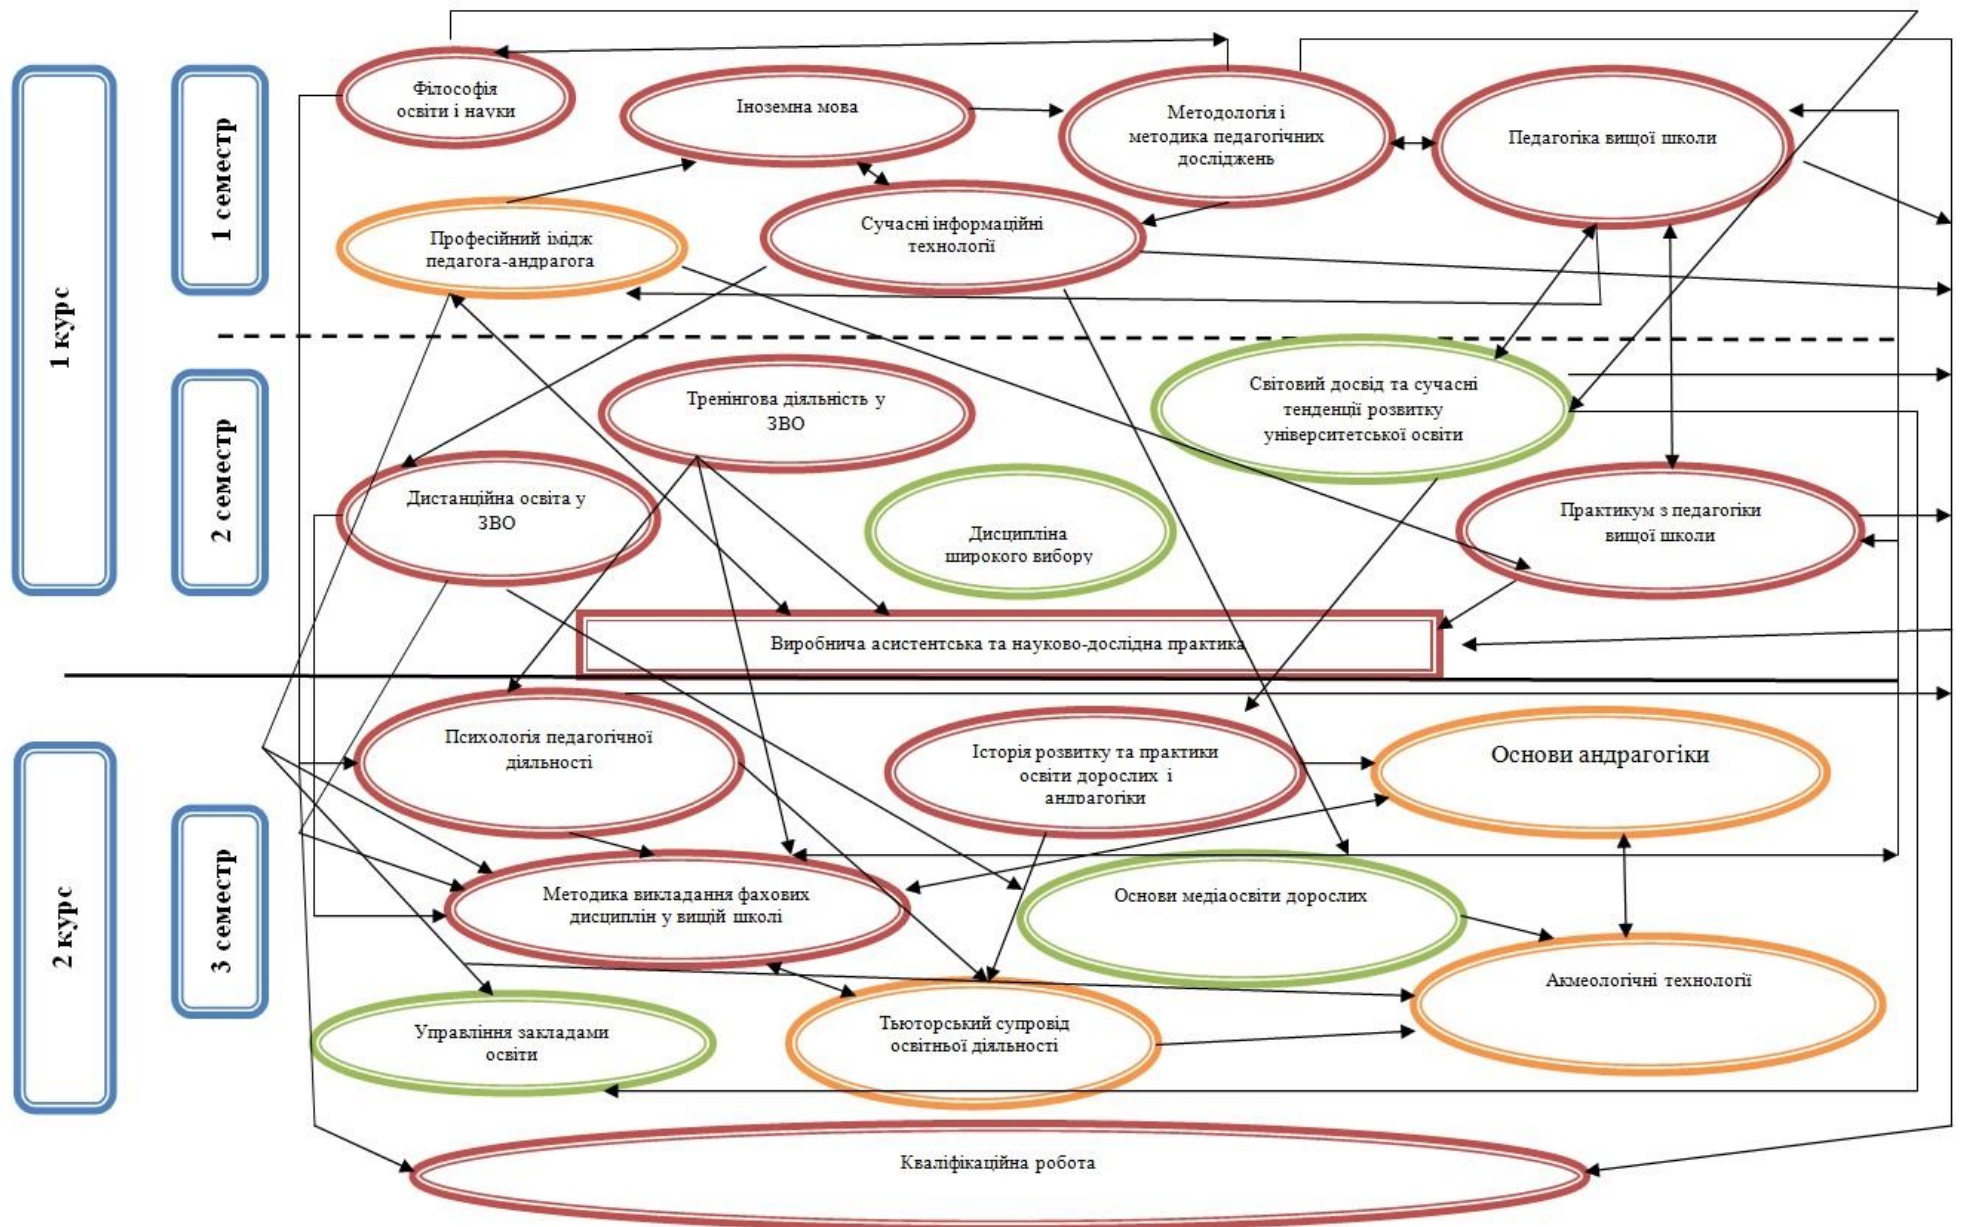 1 курс
1 семестр
Філософія
освіти і науки
Іноземна мова
Методологія і
методика педагогічних
досліджень
Педагогіка вищої школи
Професійний імідж
педагога-андрагога
Сучасні інформаційні
технології
2 семестр
Тренінгова діяльність у
ЗВО
Світовий досвід та сучасні
тенденції розвитку
університетської освіти
Дистанційна освіта у
ЗВО
Дисципліна
широкого вибору
Практикум з педагогіки
вищої школи
Виробнича асистентська та науково-дослідна практика
2 курс
3 семестр
Психологія педагогічної
діяльності
Історія розвитку та практики
освіти дорослих і
андрагогіки
Основи андрагогіки
Методика викладання фахових
дисциплін у вищій школі
Основи медіаосвіти дорослих
Акмеологічні технології
Управління закладами
освіти
Тьюторський супровід
освітньої діяльності
Кваліфікаційна робота